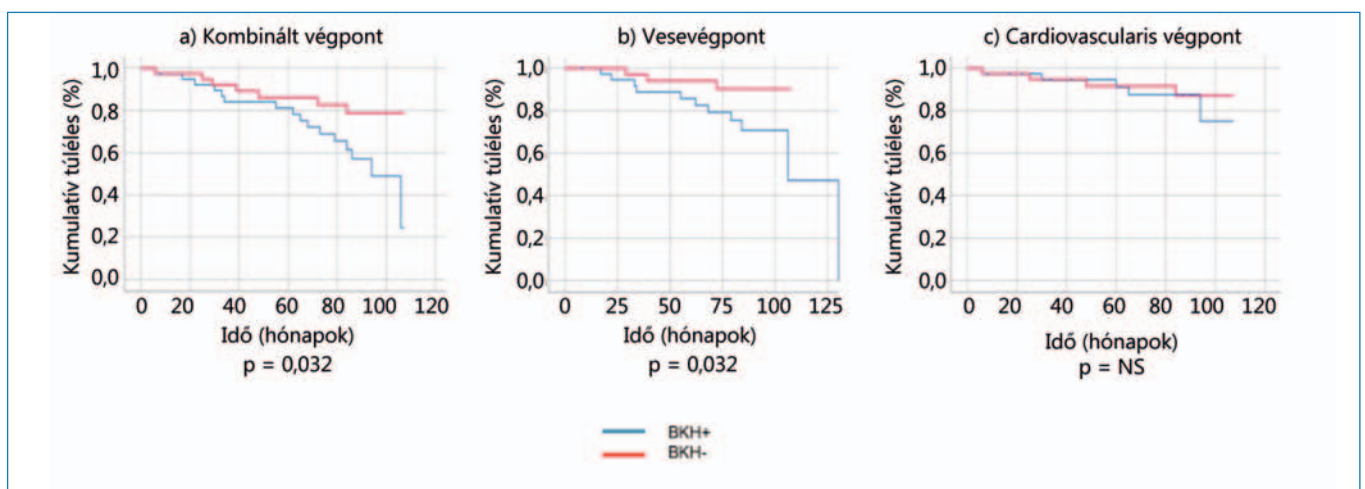 a) Kombinált végpont
Kumulatív túlélés (%)
1,0
0,8
0,6
0,4
0,2
0,0
0 20 40 60 80 100 120
Idő (hónapok)
p = 0,032
b) Vesevégpont
Kumulatív túléles (%)
1,0
0,8
0,6
0,4
0,2
0,0
0 25 50 75 100 125
Idő (hónapok)
p = 0,032
c) Cardiovascularis végpont
Kumulatív túléles (%)
1,0
0,8
0,6
0,4
0,2
0,0
0 20 40 60 80 100 120
Idő (hónapok)
p = NS
BKH+
BKH-